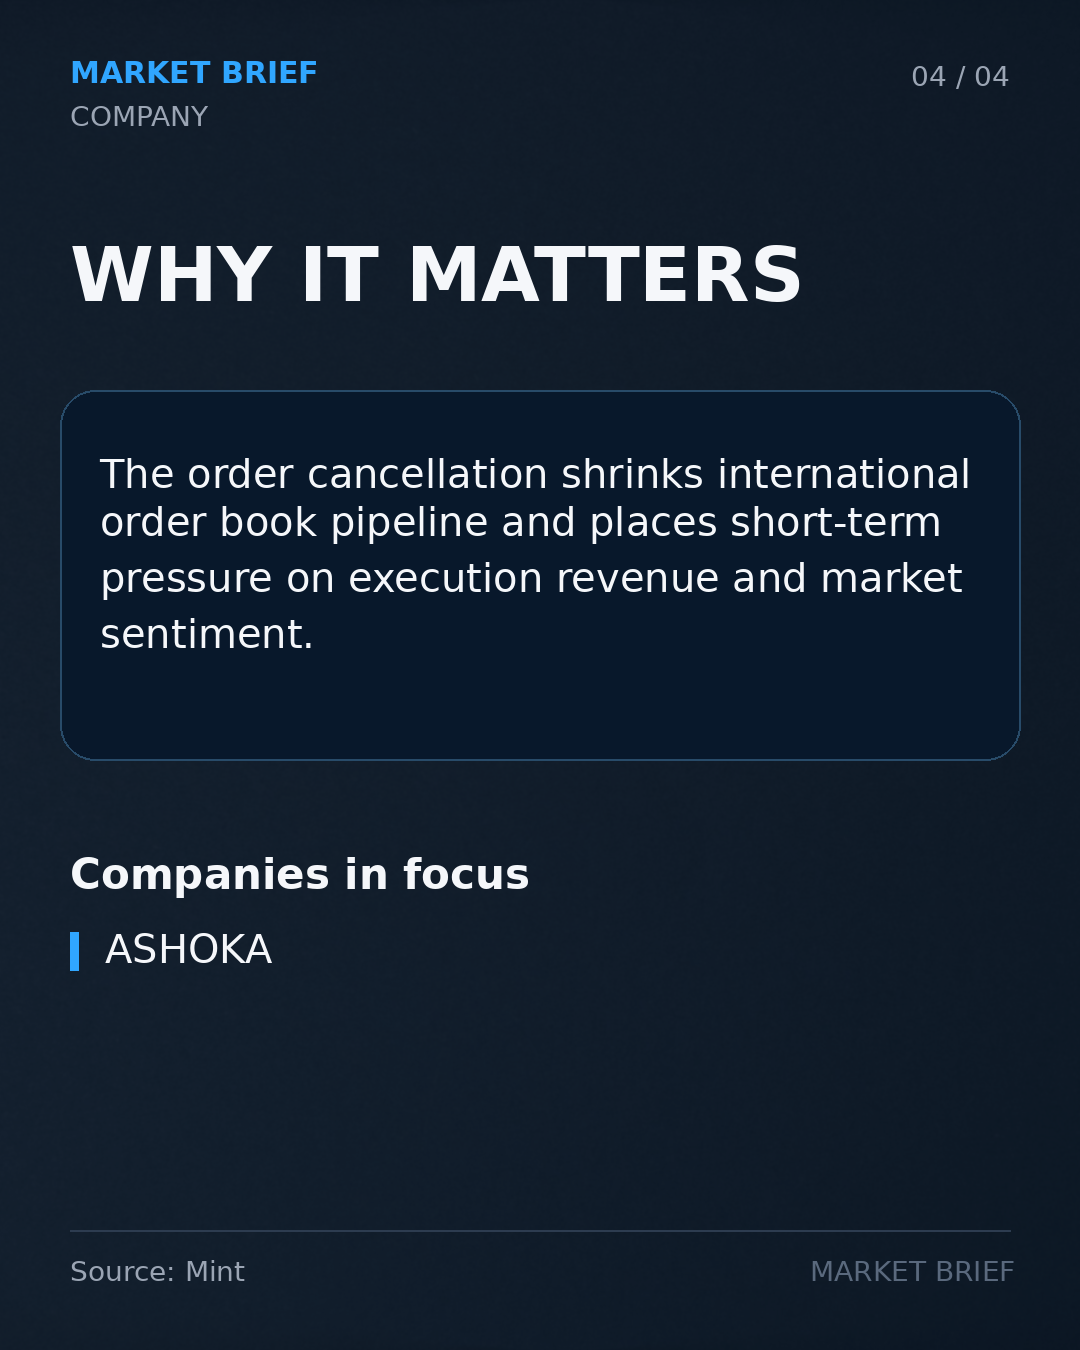 MARKET BRIEF
04 / 04
COMPANY
WHY IT MATTERS
The order cancellation shrinks international
order book pipeline and places short-term
pressure on execution revenue and market
sentiment.
Companies in focus
ASHOKA
Source: Mint
MARKET BRIEF